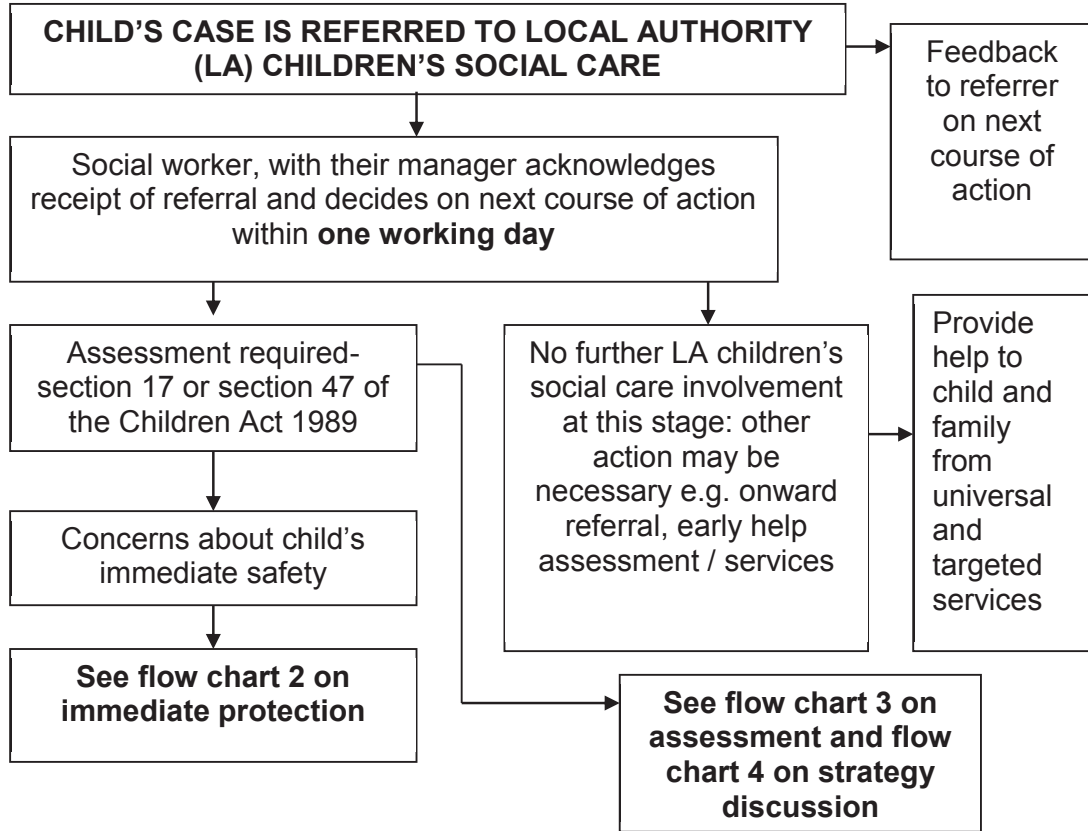 CHILD'S CASE IS REFERRED TO LOCAL AUTHORITY
(LA) CHILDREN'S SOCIAL CARE
Feedback
to referrer
on next
course of
action
Social worker, with their manager acknowledges
receipt of referral and decides on next course of action
within one working day
Assessment required-
section 17 or section 47 of
the Children Act 1989
No further LA children's
social care involvement
at this stage: other
action may be
necessary e.g. onward
referral, early help
assessment / services
Provide
help to
child and
family
from
universal
and
targeted
services
Concerns about child's
immediate safety
See flow chart 2 on
immediate protection
See flow chart 3 on
assessment and flow
chart 4 on strategy
discussion